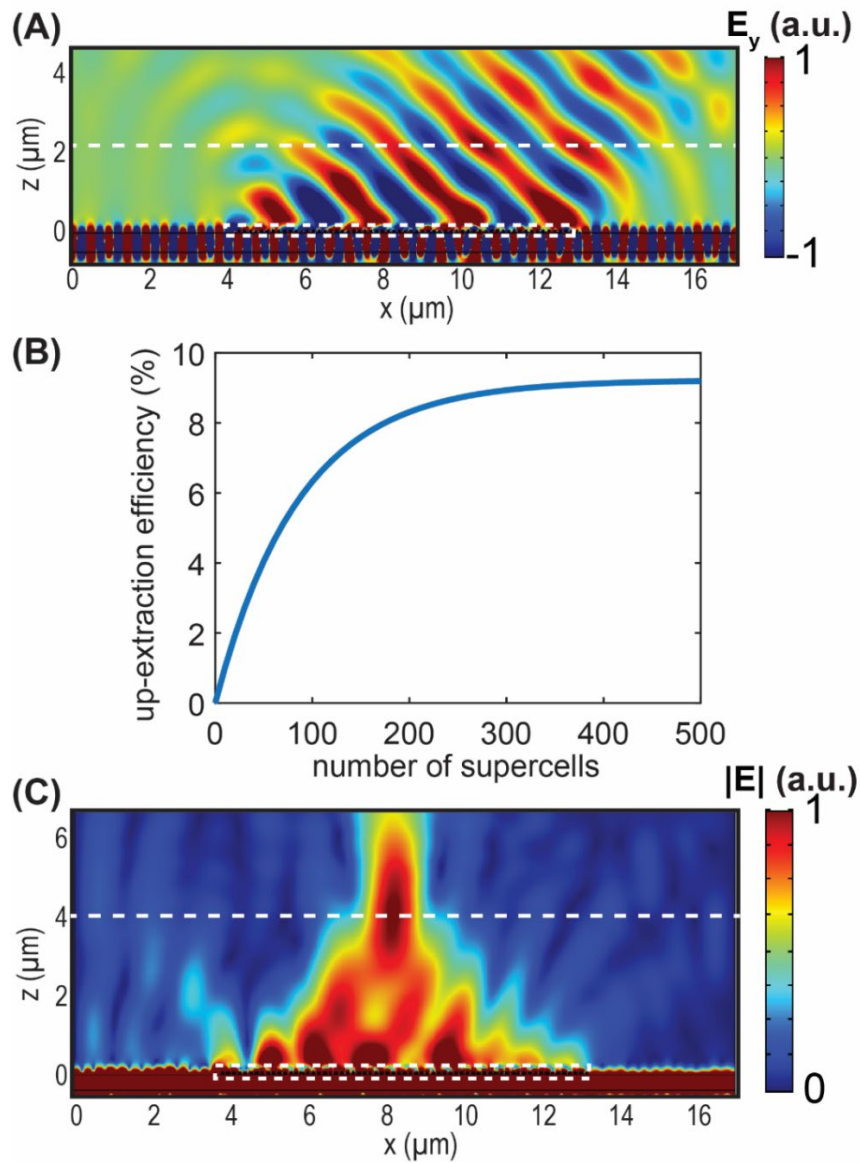 (A)
E_y (a.u.)
1
-1
z (μm)
4
2
0
0 2 4 6 8 10 12 14 16
x (μm)
(B)
up-extraction efficiency (%)
10
8
6
4
2
0
0 100 200 300 400 500
number of supercells
(C)
|E| (a.u.)
1
0
z (μm)
6
4
2
0
0 2 4 6 8 10 12 14 16
x (μm)